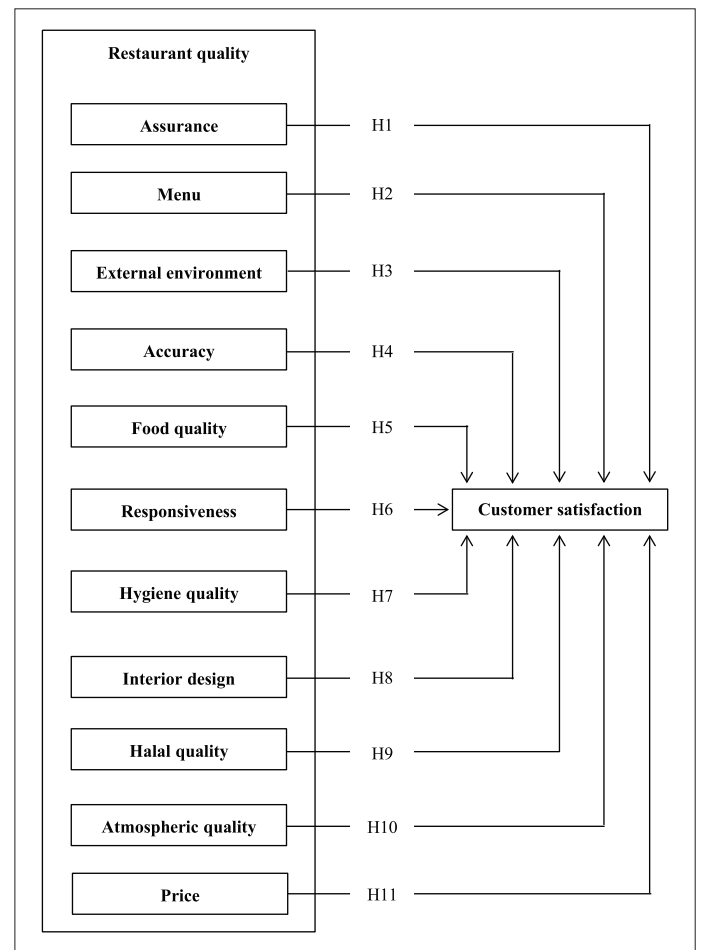 Restaurant quality
Assurance
H1
Menu
H2
External environment
H3
Accuracy
H4
Food quality
H5
Responsiveness
H6
Customer satisfaction
Hygiene quality
H7
Interior design
H8
Halal quality
H9
Atmospheric quality
H10
Price
H11